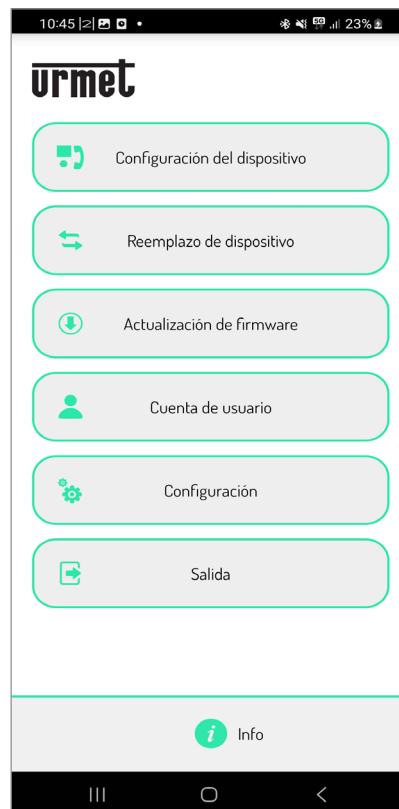 10:45
5G
23%
urmet
Configuración del dispositivo
Reemplazo de dispositivo
Actualización de firmware
Cuenta de usuario
Configuración
Salida
i Info